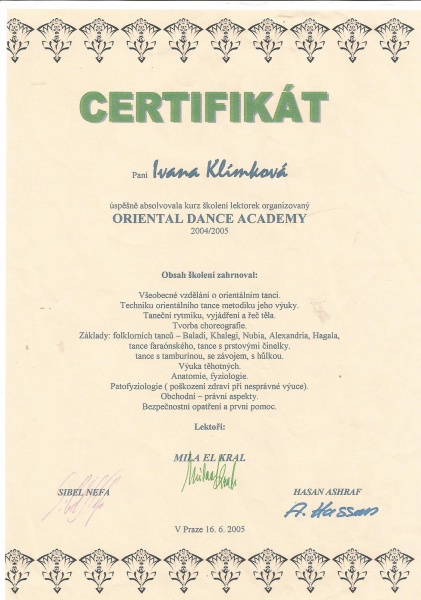 CERTIFIKÁT
Paní Ivana Klímková
úspěšně absolvovala kurz školení lektorek organizovaný
ORIENTAL DANCE ACADEMY
2004/2005
Obsah školení zahrnoval:
Všeobecné vzdělání o orientálním tanci.
Techniku orientálního tance metodiku jeho výuky.
Taneční rytmiku, vyjádření a řeč těla.
Tvorba choreografie.
Základy: folklorních tanců – Baladi, Khalegi, Nubia, Alexandria, Hagala,
tance faraónského, tance s prstovými činelky.
tance s tamburínou, se závojem, s hůlkou.
Výuka těhotných.
Anatomie, fyziologie.
Patofyziologie ( poškození zdraví při nesprávné výuce).
Obchodní – právní aspekty.
Bezpečnostní opatření a první pomoc.
Lektoři:
MILA EL KRAL
SIBEL NEFA
HASAN ASHRAF
A. Hassan
V Praze 16. 6. 2005